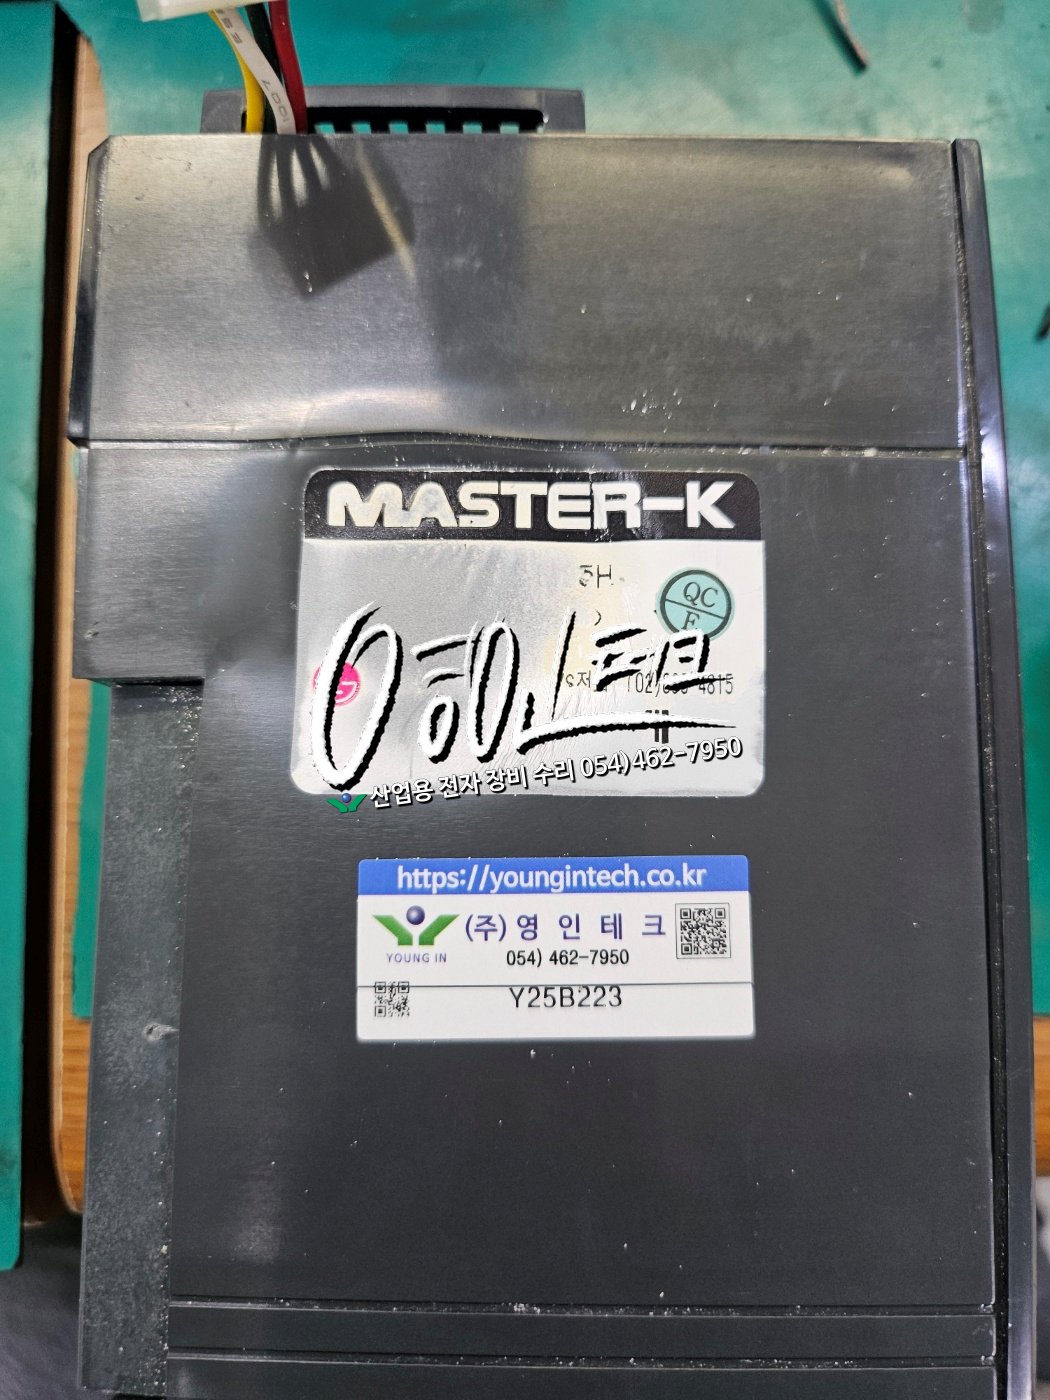 MASTER-K
QC
F
영인테크
산업용 전자 장비 수리 054)462-7950
https://youngintech.co.kr
(주)영 인 테 크
YOUNG IN
054) 462-7950
Y25B223